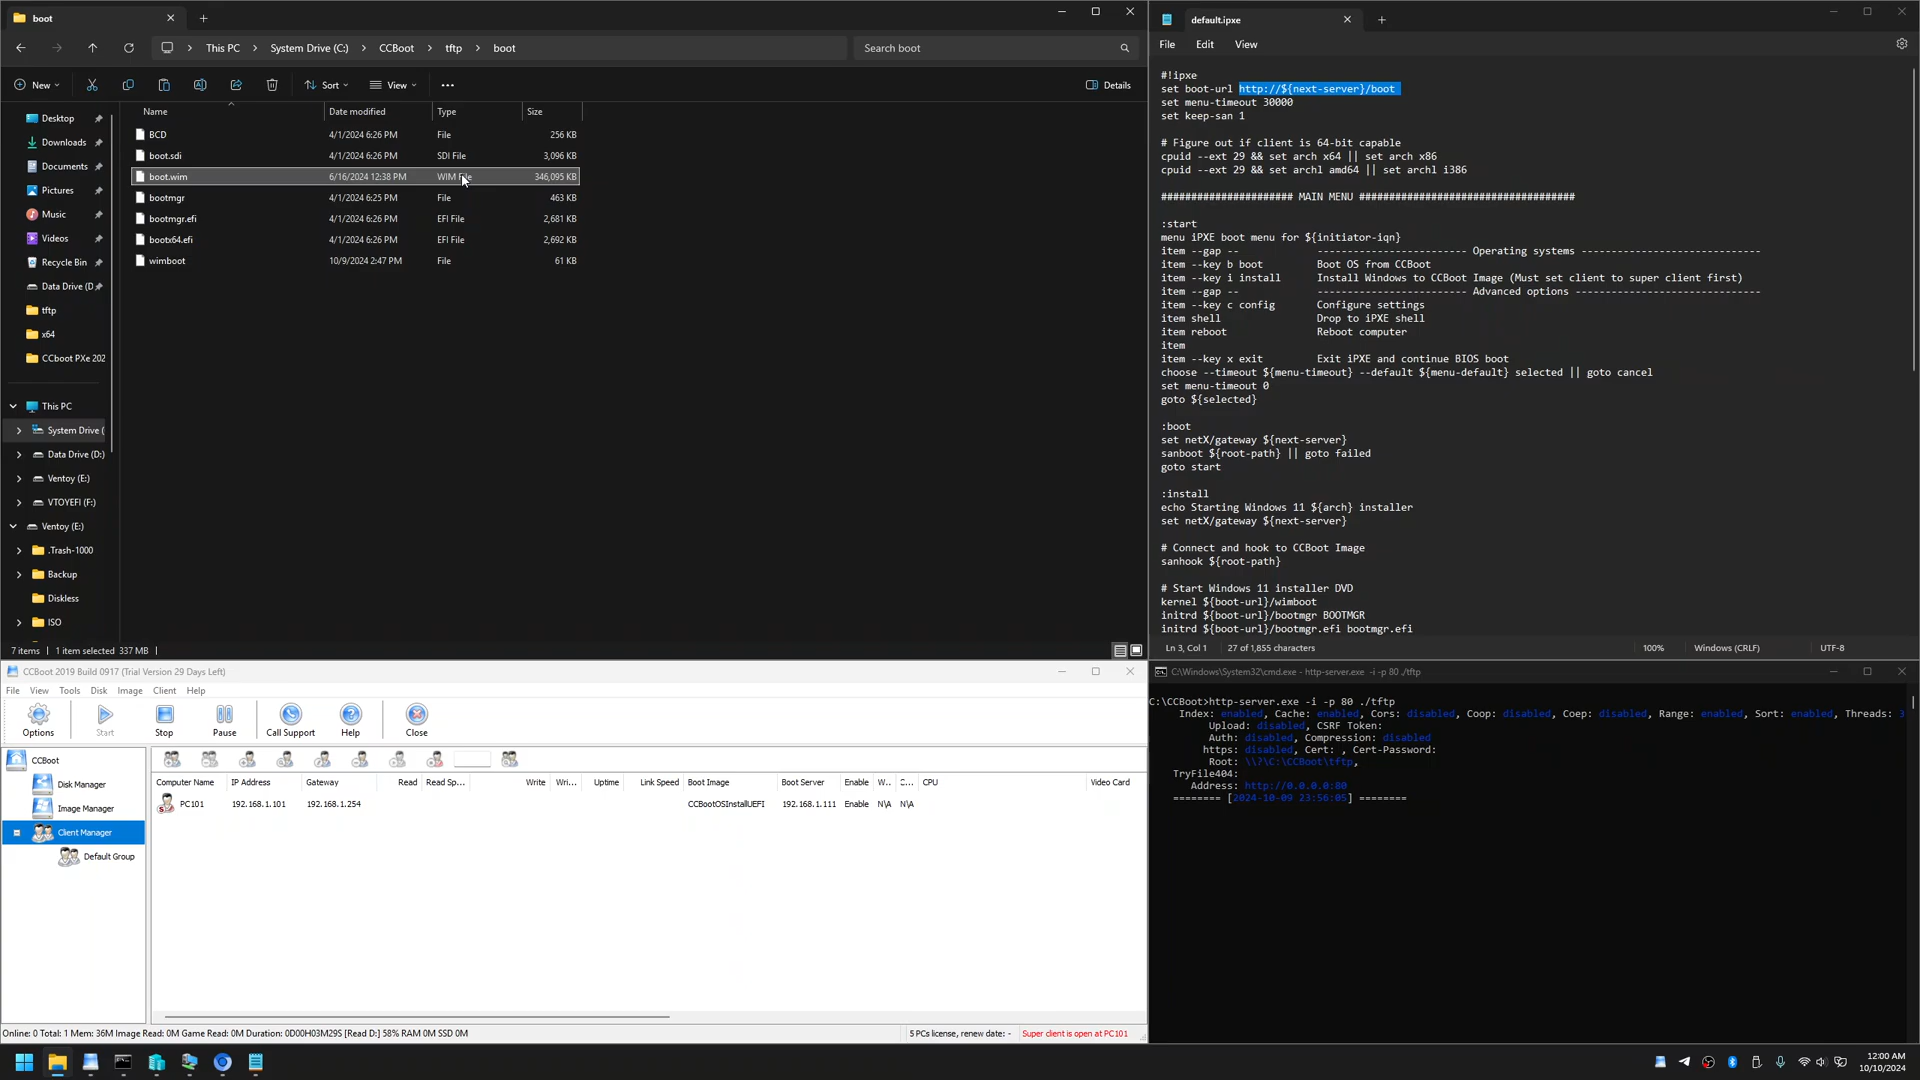 boot
This PC > System Drive (C:) > CCBoot > tftp > boot
Search boot
New
Sort
View
Details
Name Date modified Type Size
BCD 4/1/2024 6:26 PM File 256 KB
boot.sdi 4/1/2024 6:26 PM SDI File 3,096 KB
boot.wim 6/16/2024 12:38 PM WIM File 346,095 KB
bootmgr 4/1/2024 6:25 PM File 463 KB
bootmgr.efi 4/1/2024 6:26 PM EFI File 2,681 KB
bootx64.efi 4/1/2024 6:26 PM EFI File 2,692 KB
wimboot 10/9/2024 2:47 PM File 61 KB
Desktop
Downloads
Documents
Pictures
Music
Videos
Recycle Bin
Data Drive (D
tftp
x64
CCboot PXe 202
This PC
System Drive (
Data Drive (D:)
Ventoy (E:)
VTOYEFI (F:)
Ventoy (E:)
.Trash-1000
Backup
Diskless
ISO
7 items | 1 item selected 337 MB |
default.ipxe
File Edit View
#!ipxe
set boot-url http://${next-server}/boot
set menu-timeout 30000
set keep-san 1
# Figure out if client is 64-bit capable
cpuid --ext 29 && set arch x64 || set arch x86
cpuid --ext 29 && set archl amd64 || set archl i386
###################### MAIN MENU ####################################
:start
menu iPXE boot menu for ${initiator-iqn}
item --gap -- ------------------------- Operating systems ------------------------------
item --key b boot Boot OS from CCBoot
item --key i install Install Windows to CCBoot Image (Must set client to super client first)
item --gap -- ------------------------- Advanced options -------------------------------
item --key c config Configure settings
item shell Drop to iPXE shell
item reboot Reboot computer
item
item --key x exit Exit iPXE and continue BIOS boot
choose --timeout ${menu-timeout} --default ${menu-default} selected || goto cancel
set menu-timeout 0
goto ${selected}
:boot
set netX/gateway ${next-server}
sanboot ${root-path} || goto failed
goto start
:install
echo Starting Windows 11 ${arch} installer
set netX/gateway ${next-server}
# Connect and hook to CCBoot Image
sanhook ${root-path}
# Start Windows 11 installer DVD
kernel ${boot-url}/wimboot
initrd ${boot-url}/bootmgr BOOTMGR
initrd ${boot-url}/bootmgr.efi bootmgr.efi
Ln 3, Col 1 27 of 1,855 characters 100% Windows (CRLF) UTF-8
CCBoot 2019 Build 0917 (Trial Version 29 Days Left)
File View Tools Disk Image Client Help
Options Start Stop Pause Call Support Help Close
CCBoot
Disk Manager
Image Manager
Client Manager
Default Group
Computer Name IP Address Gateway Read Read Sp... Write Wri... Uptime Link Speed Boot Image Boot Server Enable W.. C... CPU Video Card
PC101 192.168.1.101 192.168.1.254 CCBootOSInstallUEFI 192.168.1.111 Enable N\A N\A
Online: 0 Total: 1 Mem: 36M Image Read: 0M Game Read: 0M Duration: 0D00H03M29S [Read D:] 58% RAM 0M SSD 0M
5 PCs license, renew date: - Super client is open at PC101
C:\Windows\System32\cmd.exe - http-server.exe -i -p 80 ./tftp
C:\CCBoot>http-server.exe -i -p 80 ./tftp
Index: enabled, Cache: enabled, Cors: disabled, Coop: disabled, Coep: disabled, Range: enabled, Sort: enabled, Threads: 3
Upload: disabled, CSRF Token:
Auth: disabled, Compression: disabled
https: disabled, Cert: , Cert-Password:
Root: \\?\C:\CCBoot\tftp,
TryFile404:
Address: http://0.0.0.0:80
======== [2024-10-09 23:56:05] ========
12:00 AM
10/10/2024